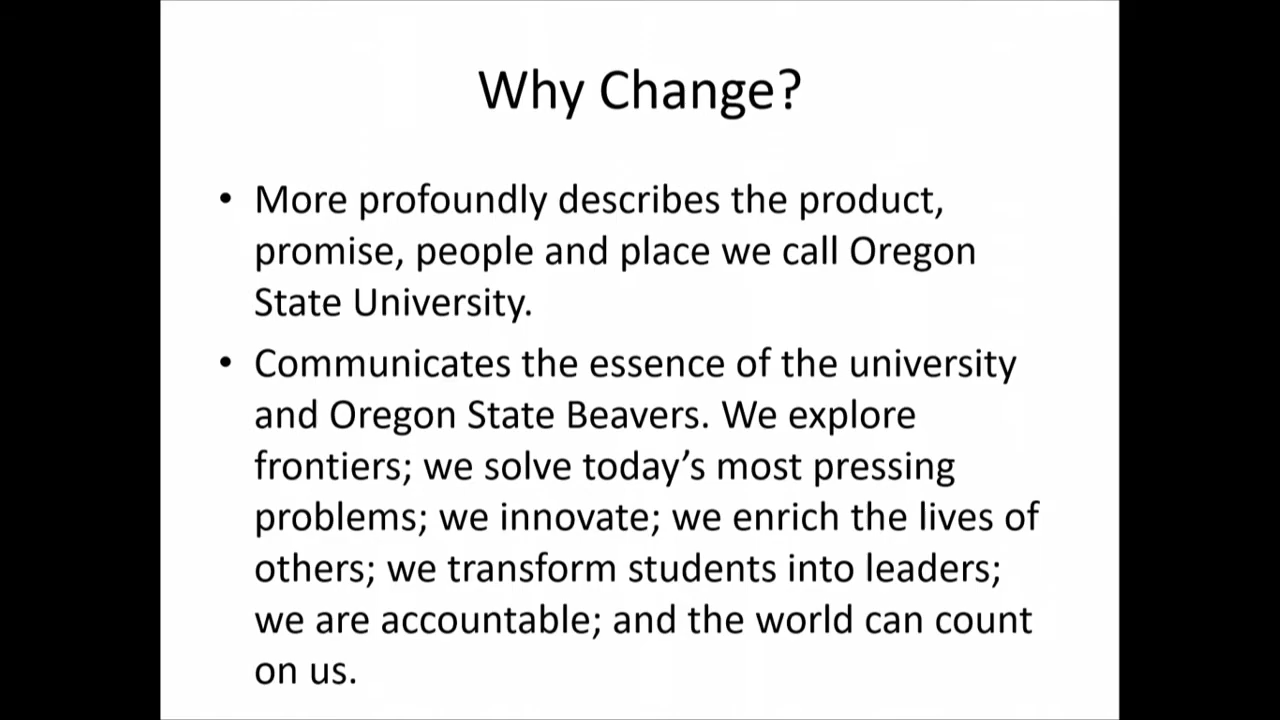 Why Change?
• More profoundly describes the product,
promise, people and place we call Oregon
State University.
• Communicates the essence of the university
and Oregon State Beavers. We explore
frontiers; we solve today’s most pressing
problems; we innovate; we enrich the lives of
others; we transform students into leaders;
we are accountable; and the world can count
on us.